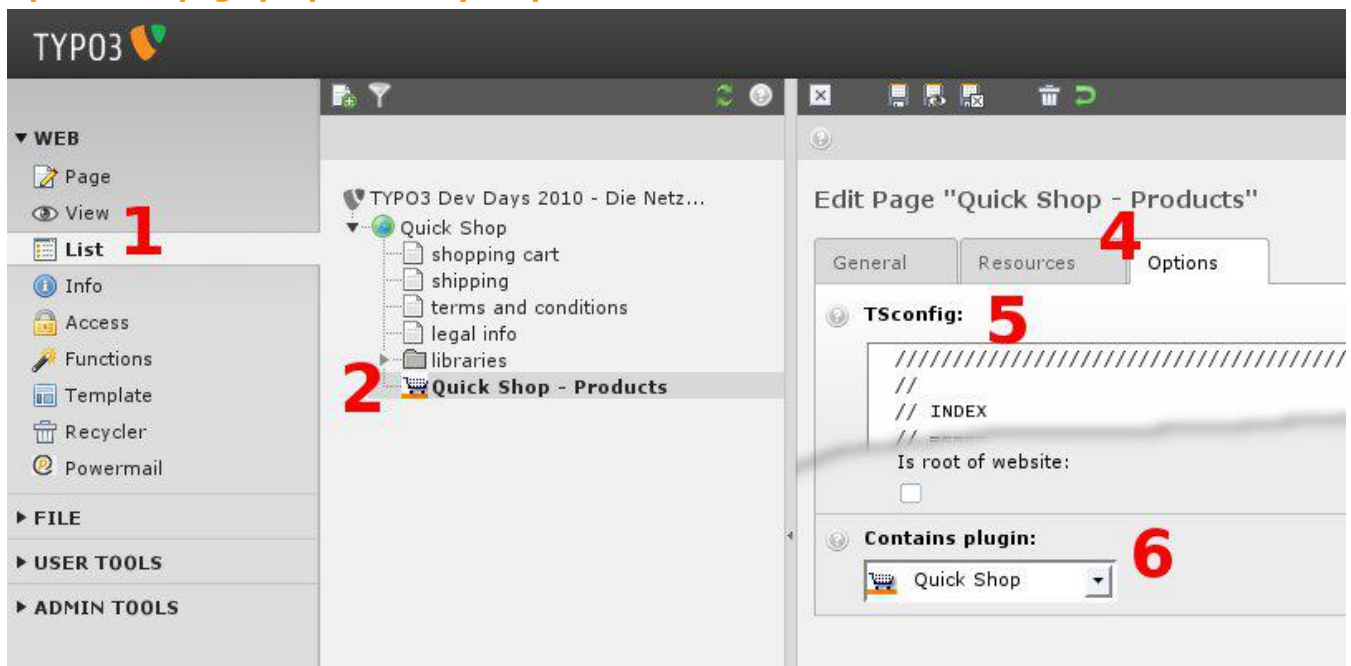 TYPO3
WEB
Page
View
1
List
Info
Access
Functions
Template
Recycler
Powermail
FILE
USER TOOLS
ADMIN TOOLS
TYPO3 Dev Days 2010 - Die Netz...
Quick Shop
shopping cart
shipping
terms and conditions
legal info
libraries
2
Quick Shop - Products
Edit Page "Quick Shop - Products"
4
General Resources Options
TSconfig:
5
//////////////////////////////////////
//
// INDEX
// =====
Is root of website:
Contains plugin:
6
Quick Shop